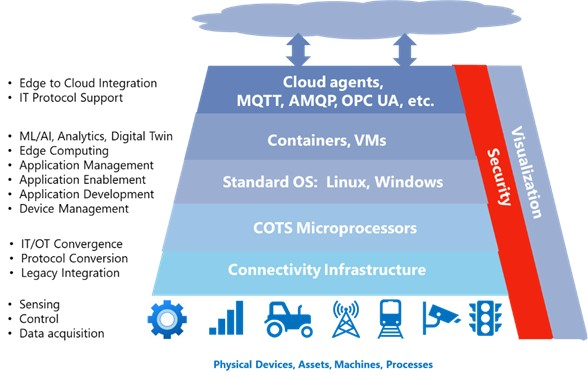 Edge to Cloud Integration
IT Protocol Support
ML/AI, Analytics, Digital Twin
Edge Computing
Application Management
Application Enablement
Application Development
Device Management
IT/OT Convergence
Protocol Conversion
Legacy Integration
Sensing
Control
Data acquisition
Cloud agents,
MQTT, AMQP, OPC UA, etc.
Containers, VMs
Standard OS: Linux, Windows
COTS Microprocessors
Connectivity Infrastructure
Security
Visualization
Physical Devices, Assets, Machines, Processes